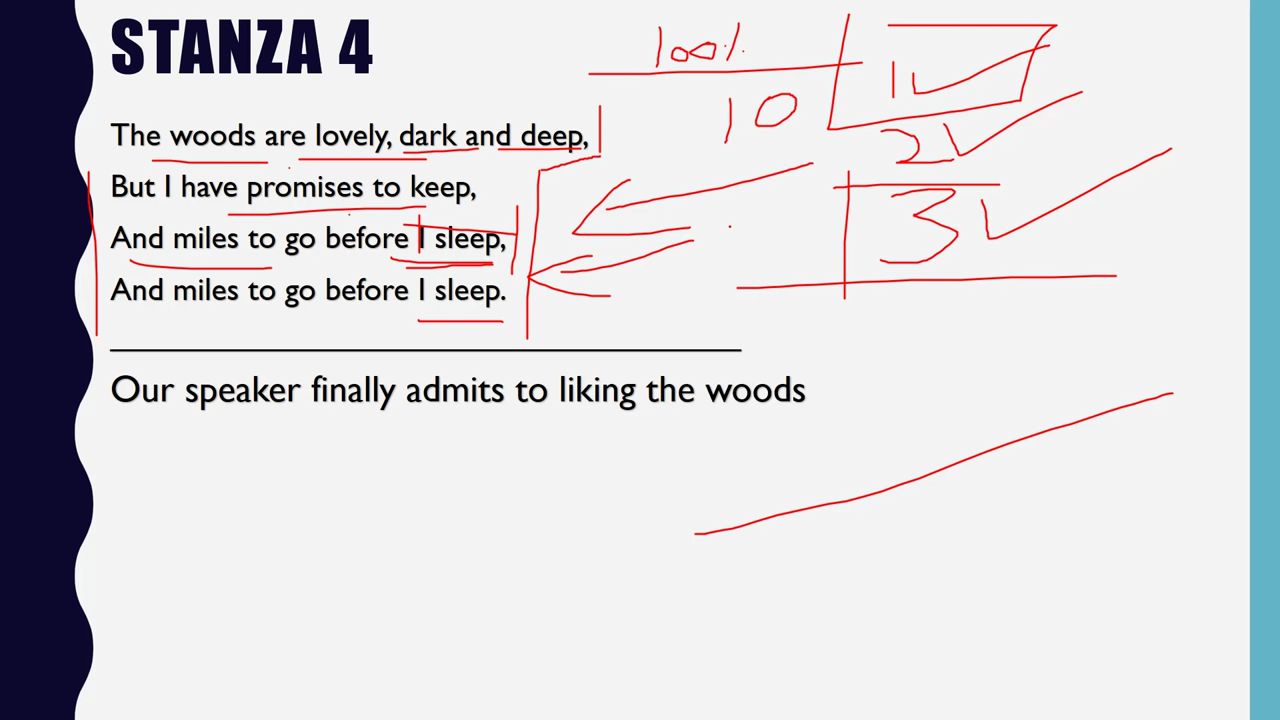 STANZA 4
100%
10
1
2
3
The woods are lovely, dark and deep,
But I have promises to keep,
And miles to go before I sleep,
And miles to go before I sleep.
Our speaker finally admits to liking the woods